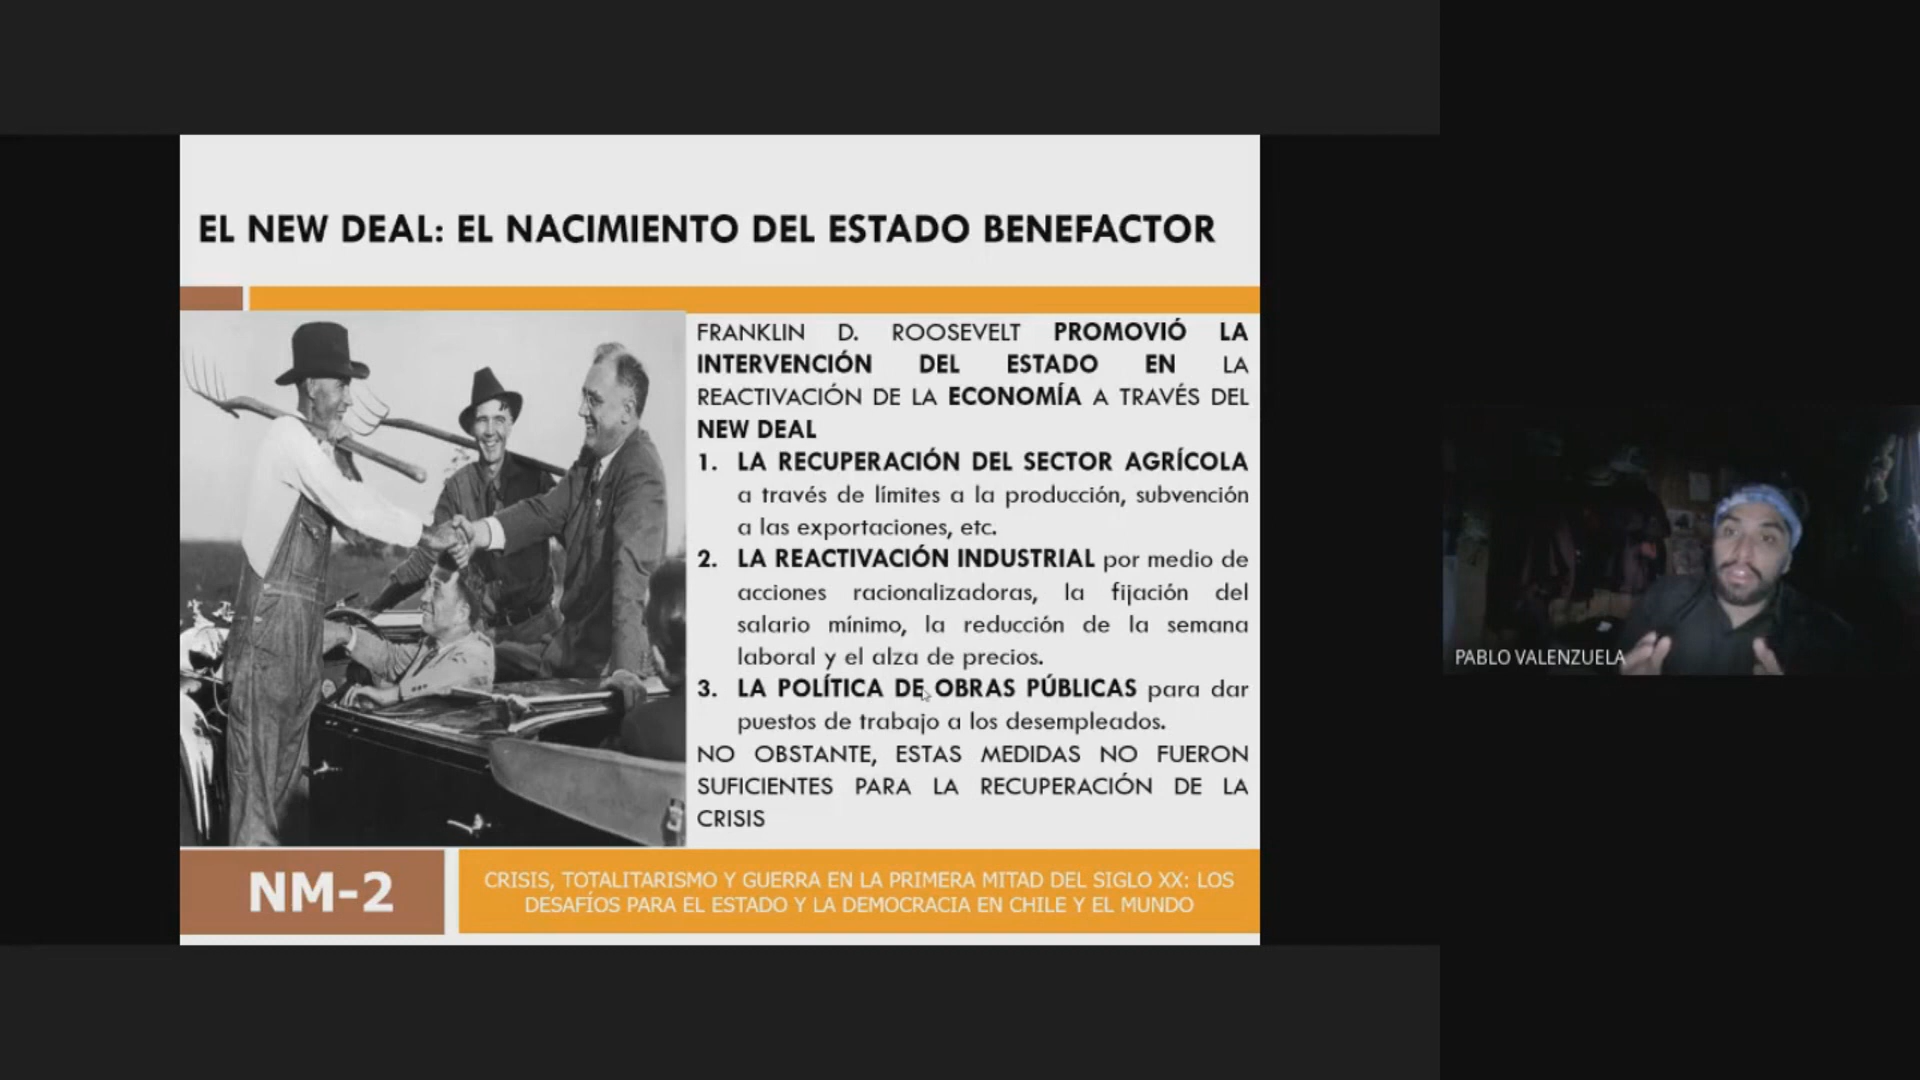 EL NEW DEAL: EL NACIMIENTO DEL ESTADO BENEFACTOR
FRANKLIN D. ROOSEVELT PROMOVIÓ LA
INTERVENCIÓN DEL ESTADO EN LA
REACTIVACIÓN DE LA ECONOMÍA A TRAVÉS DEL
NEW DEAL
1. LA RECUPERACIÓN DEL SECTOR AGRÍCOLA
a través de límites a la producción, subvención
a las exportaciones, etc.
2. LA REACTIVACIÓN INDUSTRIAL por medio de
acciones racionalizadoras, la fijación del
salario mínimo, la reducción de la semana
laboral y el alza de precios.
3. LA POLÍTICA DE OBRAS PÚBLICAS para dar
puestos de trabajo a los desempleados.
NO OBSTANTE, ESTAS MEDIDAS NO FUERON
SUFICIENTES PARA LA RECUPERACIÓN DE LA
CRISIS
NM-2
CRISIS, TOTALITARISMO Y GUERRA EN LA PRIMERA MITAD DEL SIGLO XX: LOS
DESAFÍOS PARA EL ESTADO Y LA DEMOCRACIA EN CHILE Y EL MUNDO
PABLO VALENZUELA